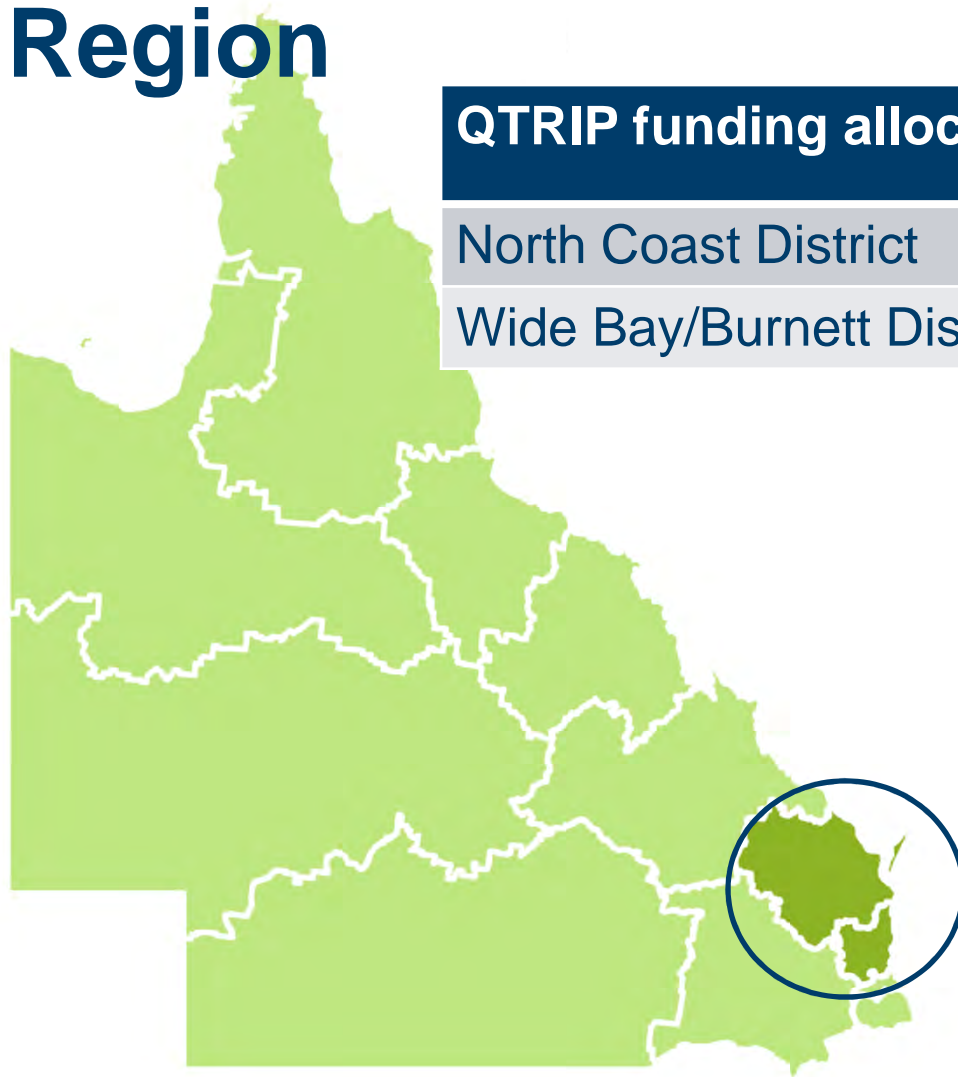 Region
QTRIP funding alloc
North Coast District
Wide Bay/Burnett Dis